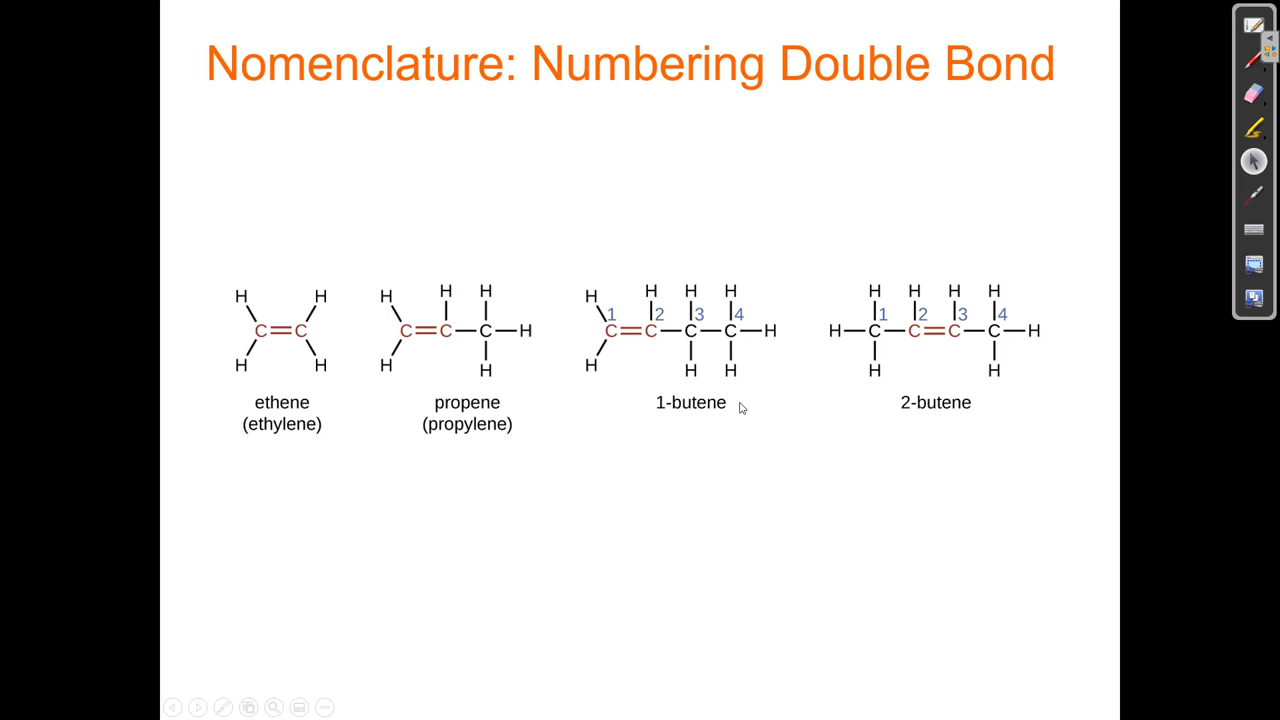 Nomenclature: Numbering Double Bond
H H H H H H H H H H H H H H
C C C C C C 1 C 2 C 3 C 4 H H C 1 C 2 C 3 C 4 H
H H H H H H H H H
ethene propene 1-butene 2-butene
(ethylene) (propylene)